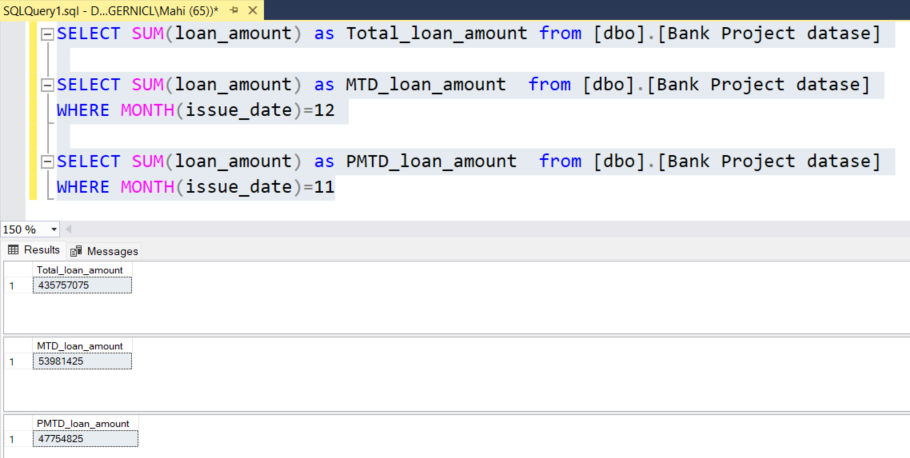 SQLQuery1.sql - D...GERNICL\Mahi (65))*
SELECT SUM(loan_amount) as Total_loan_amount from [dbo].[Bank Project datase]
SELECT SUM(loan_amount) as MTD_loan_amount  from [dbo].[Bank Project datase]
WHERE MONTH(issue_date)=12
SELECT SUM(loan_amount) as PMTD_loan_amount  from [dbo].[Bank Project datase]
WHERE MONTH(issue_date)=11
150 %
Results Messages
Total_loan_amount
1 435757075
MTD_loan_amount
1 53981425
PMTD_loan_amount
1 47754825